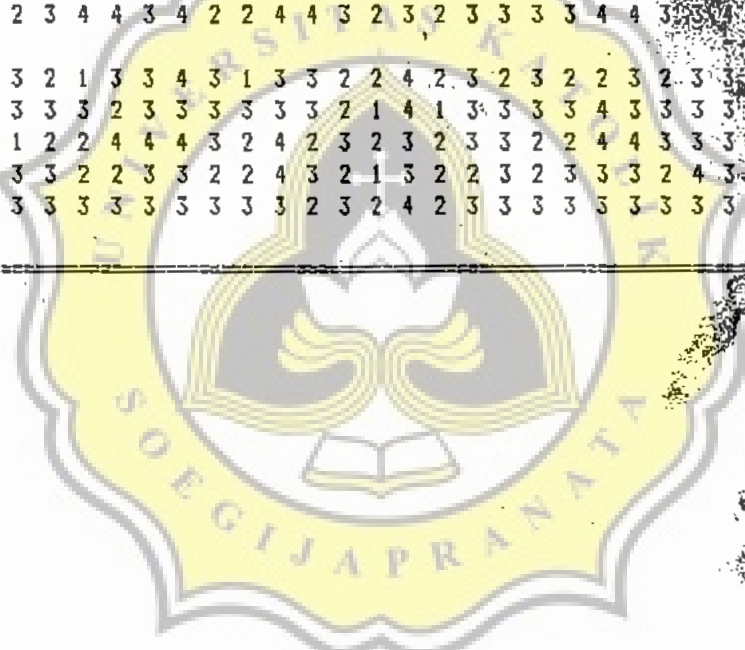 2 3 4 4 3 4 2 2 4 4 3 2 3 2 3 3 3 3 4 4 3
3 2 1 3 3 4 3 1 3 3 2 2 4 2 3 2 3 2 2 3 2 3 3
3 3 3 2 3 3 3 3 3 3 2 1 4 1 3 3 3 3 4 3 3 3 3
1 2 2 4 4 4 3 2 4 2 3 2 3 2 3 3 2 2 4 4 3 3 3
3 3 2 2 3 3 2 2 4 3 2 1 3 2 2 3 2 3 3 3 2 4 3
3 3 3 3 3 3 3 3 3 2 3 2 4 2 3 3 3 3 3 3 3 3 3
UNIVERSITAS KATOLIK
SOEGIJAPRANATA